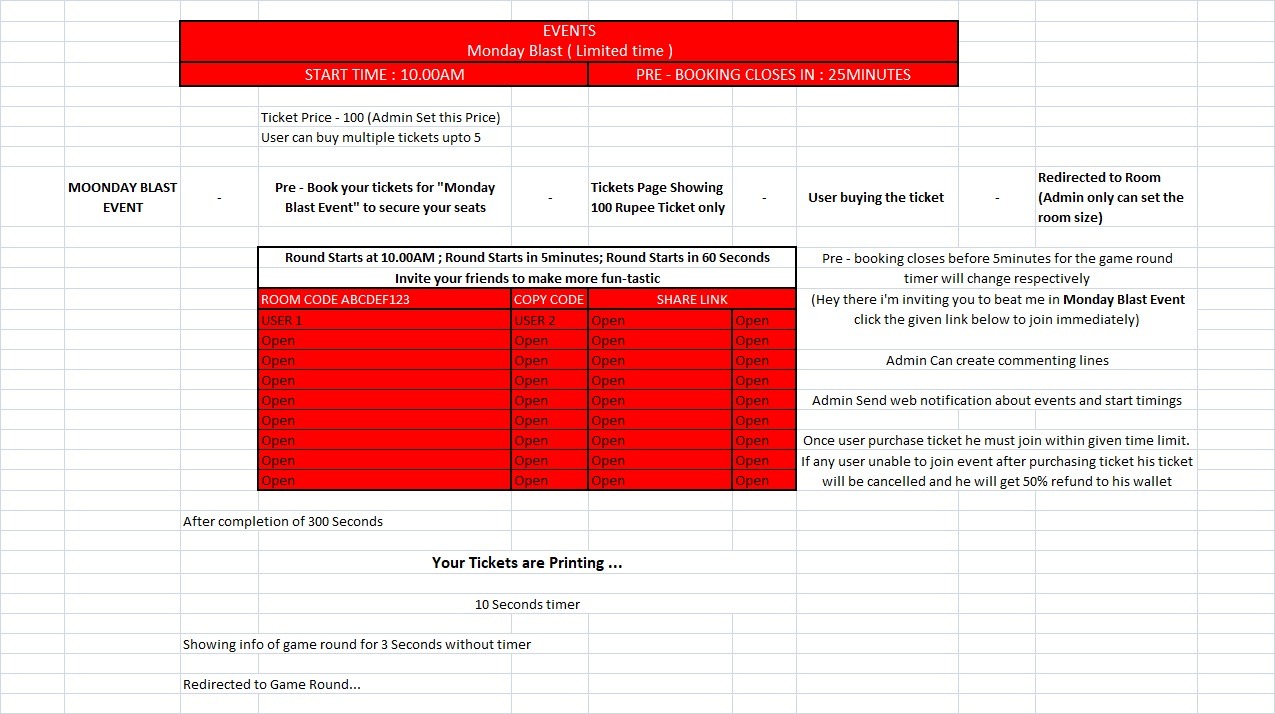 EVENTS
Monday Blast ( Limited time )
START TIME : 10.00AM
PRE - BOOKING CLOSES IN : 25MINUTES
Ticket Price - 100 (Admin Set this Price)
User can buy multiple tickets upto 5
MOONDAY BLAST
EVENT
-
Pre - Book your tickets for "Monday
Blast Event" to secure your seats
-
Tickets Page Showing
100 Rupee Ticket only
-
User buying the ticket
-
Redirected to Room
(Admin only can set the
room size)
Round Starts at 10.00AM ; Round Starts in 5minutes; Round Starts in 60 Seconds
Invite your friends to make more fun-tastic
ROOM CODE ABCDEF123 COPY CODE SHARE LINK
USER 1 USER 2 Open Open
Open Open Open Open
Open Open Open Open
Open Open Open Open
Open Open Open Open
Open Open Open Open
Open Open Open Open
Open Open Open Open
Open Open Open Open
Pre - booking closes before 5minutes for the game round
timer will change respectively
(Hey there i'm inviting you to beat me in Monday Blast Event
click the given link below to join immediately)
Admin Can create commenting lines
Admin Send web notification about events and start timings
Once user purchase ticket he must join within given time limit.
If any user unable to join event after purchasing ticket his ticket
will be cancelled and he will get 50% refund to his wallet
After completion of 300 Seconds
Your Tickets are Printing ...
10 Seconds timer
Showing info of game round for 3 Seconds without timer
Redirected to Game Round...